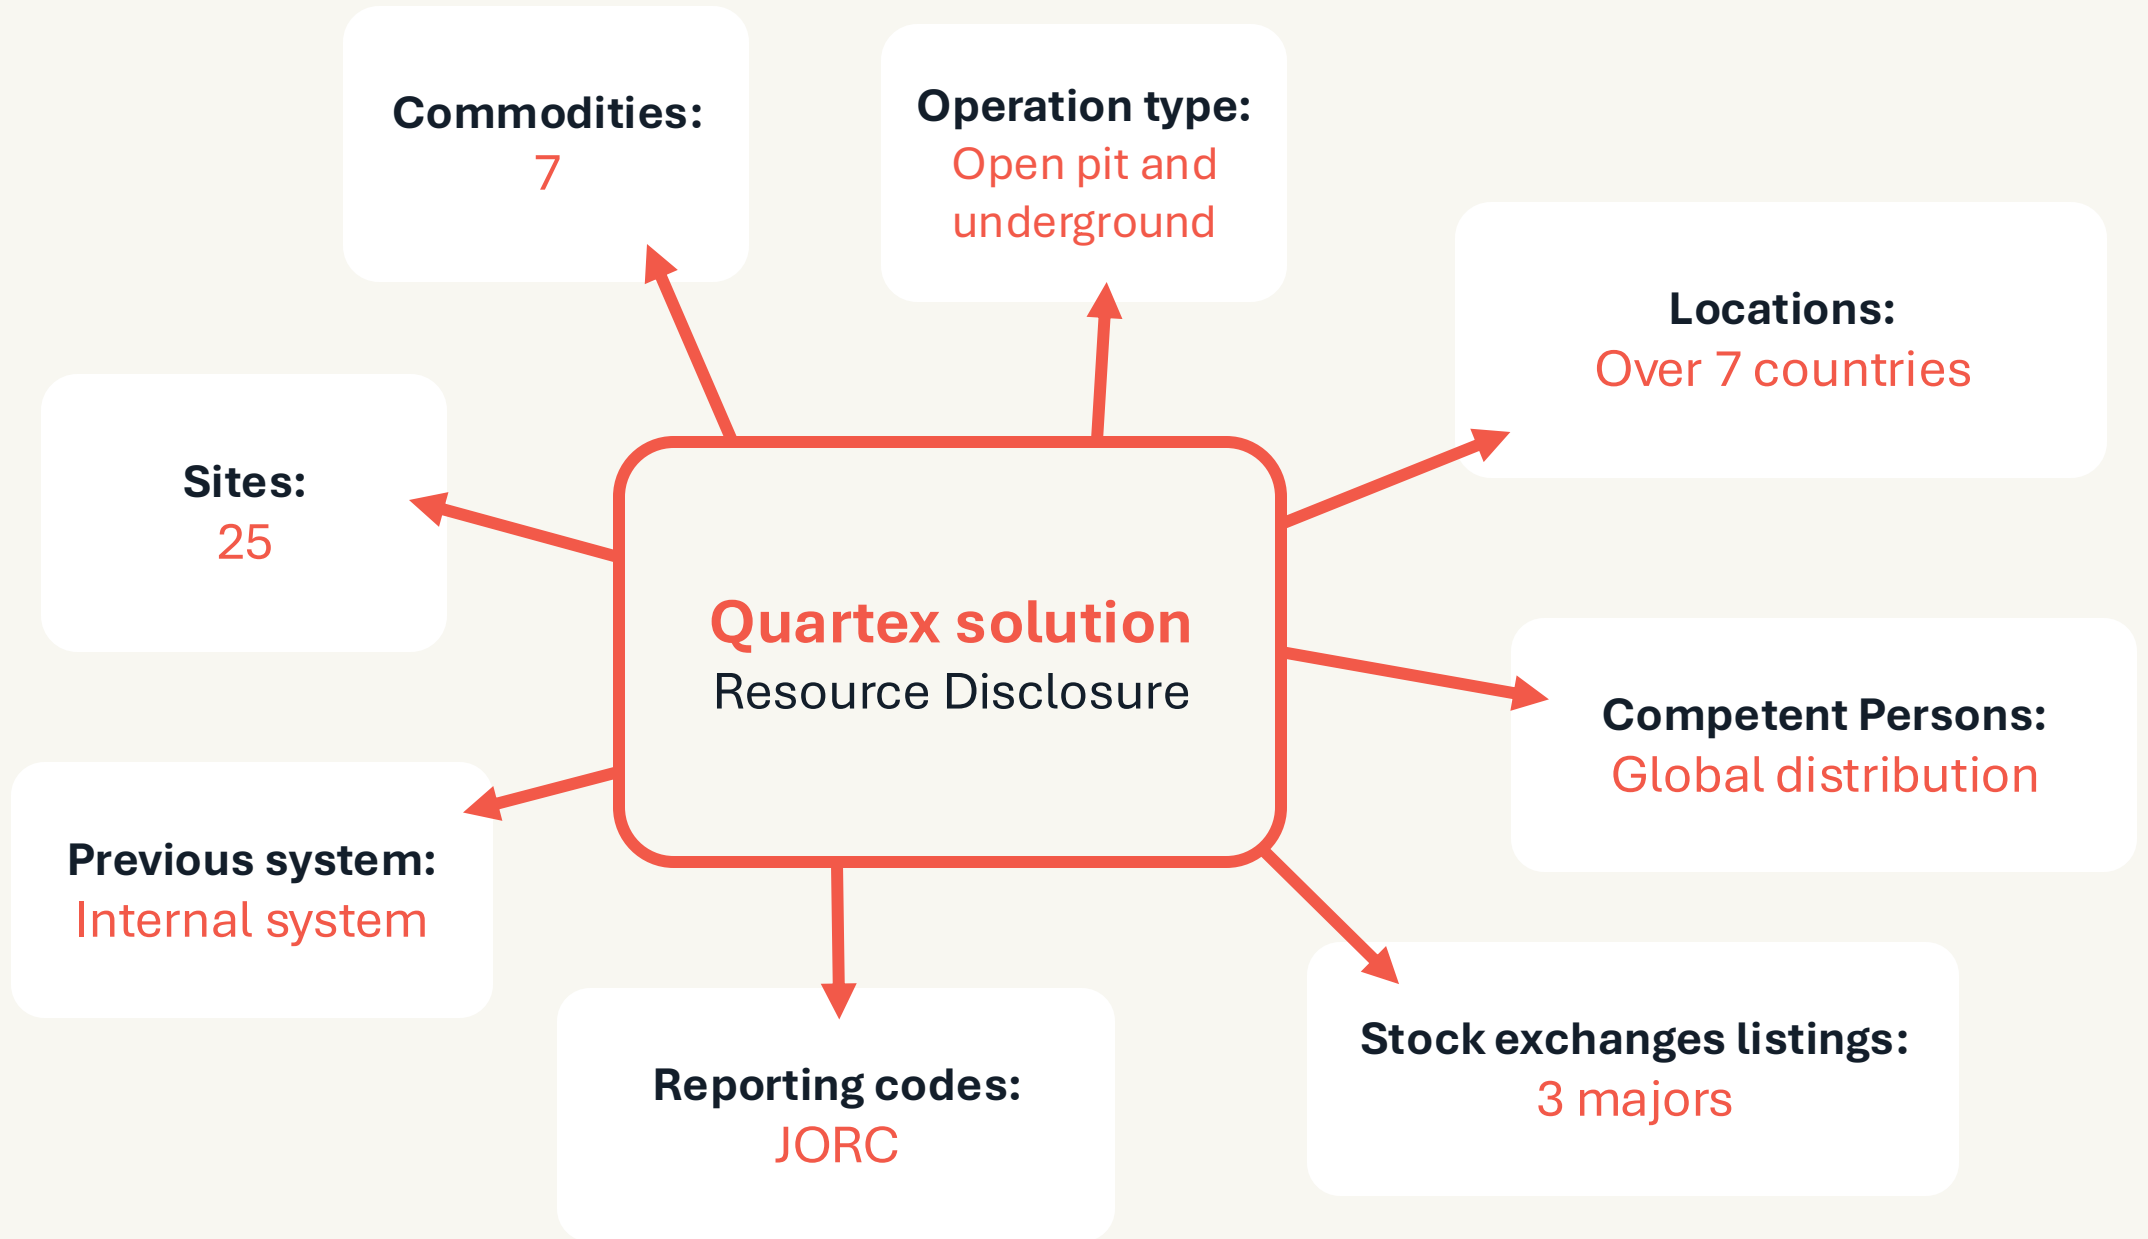 Commodities:
7
Operation type:
Open pit and
underground
Locations:
Over 7 countries
Sites:
25
Quartex solution
Resource Disclosure
Competent Persons:
Global distribution
Previous system:
Internal system
Stock exchanges listings:
3 majors
Reporting codes:
JORC